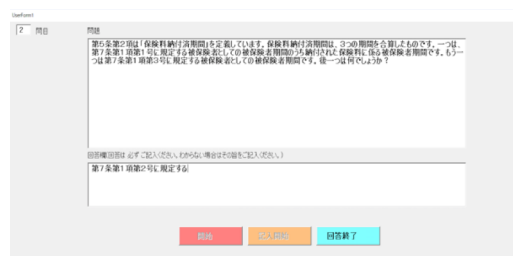 UserForm1
2 問目
問題
第5条第2項は「保険料納付済期間」を定義しています。保険料納付済期間は、3つの期間を合算したものです。一つは、
第7条第1項第1号に規定する被保険者としての被保険者期間のうち納付された保険料に係る被保険者期間です。もう一
つは第7条第1項第3号に規定する被保険者としての被保険者期間です。後一つは何でしょうか？
回答欄(回答は 必ず ご記入ください。わからない場合はその旨をご記入ください。)
第7条第1項第2号に規定する
開始 記入開始 回答終了